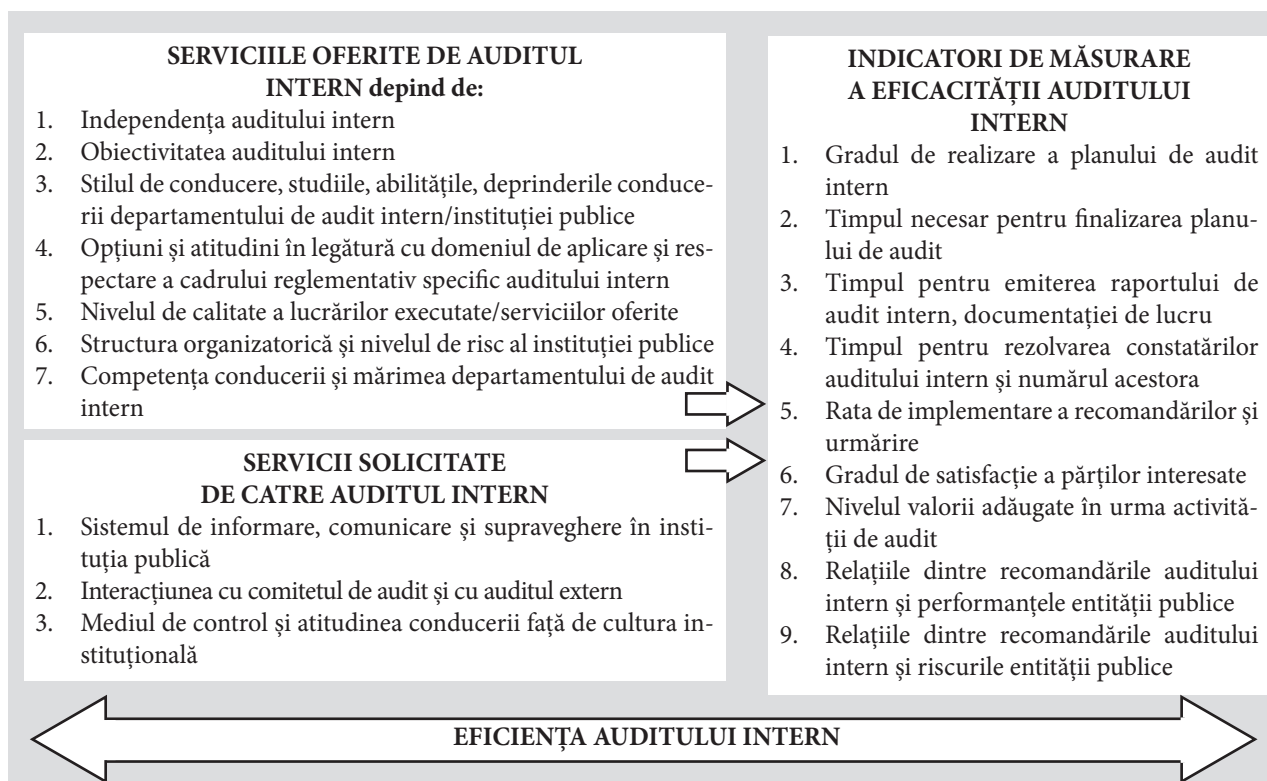 SERVICIILE OFERITE DE AUDITUL
INTERN depind de:
1. Independența auditului intern
2. Obiectivitatea auditului intern
3. Stilul de conducere, studiile, abilitățile, deprinderile conduce-
rii departamentului de audit intern/instituției publice
4. Opțiuni și atitudini în legătură cu domeniul de aplicare și res-
pectare a cadrului reglementativ specific auditului intern
5. Nivelul de calitate a lucrărilor executate/serviciilor oferite
6. Structura organizatorică și nivelul de risc al instituției publice
7. Competența conducerii și mărimea departamentului de audit
intern
SERVICII SOLICITATE
DE CATRE AUDITUL INTERN
1. Sistemul de informare, comunicare și supraveghere în insti-
tuția publică
2. Interacțiunea cu comitetul de audit și cu auditul extern
3. Mediul de control și atitudinea conducerii față de cultura in-
stituțională
INDICATORI DE MĂSURARE
A EFICACITĂȚII AUDITULUI
INTERN
1. Gradul de realizare a planului de audit
intern
2. Timpul necesar pentru finalizarea planu-
lui de audit
3. Timpul pentru emiterea raportului de
audit intern, documentației de lucru
4. Timpul pentru rezolvarea constatărilor
auditului intern și numărul acestora
5. Rata de implementare a recomandărilor și
urmărire
6. Gradul de satisfacție a părților interesate
7. Nivelul valorii adăugate în urma activită-
ții de audit
8. Relațiile dintre recomandările auditului
intern și performanțele entității publice
9. Relațiile dintre recomandările auditului
intern și riscurile entității publice
EFICIENȚA AUDITULUI INTERN